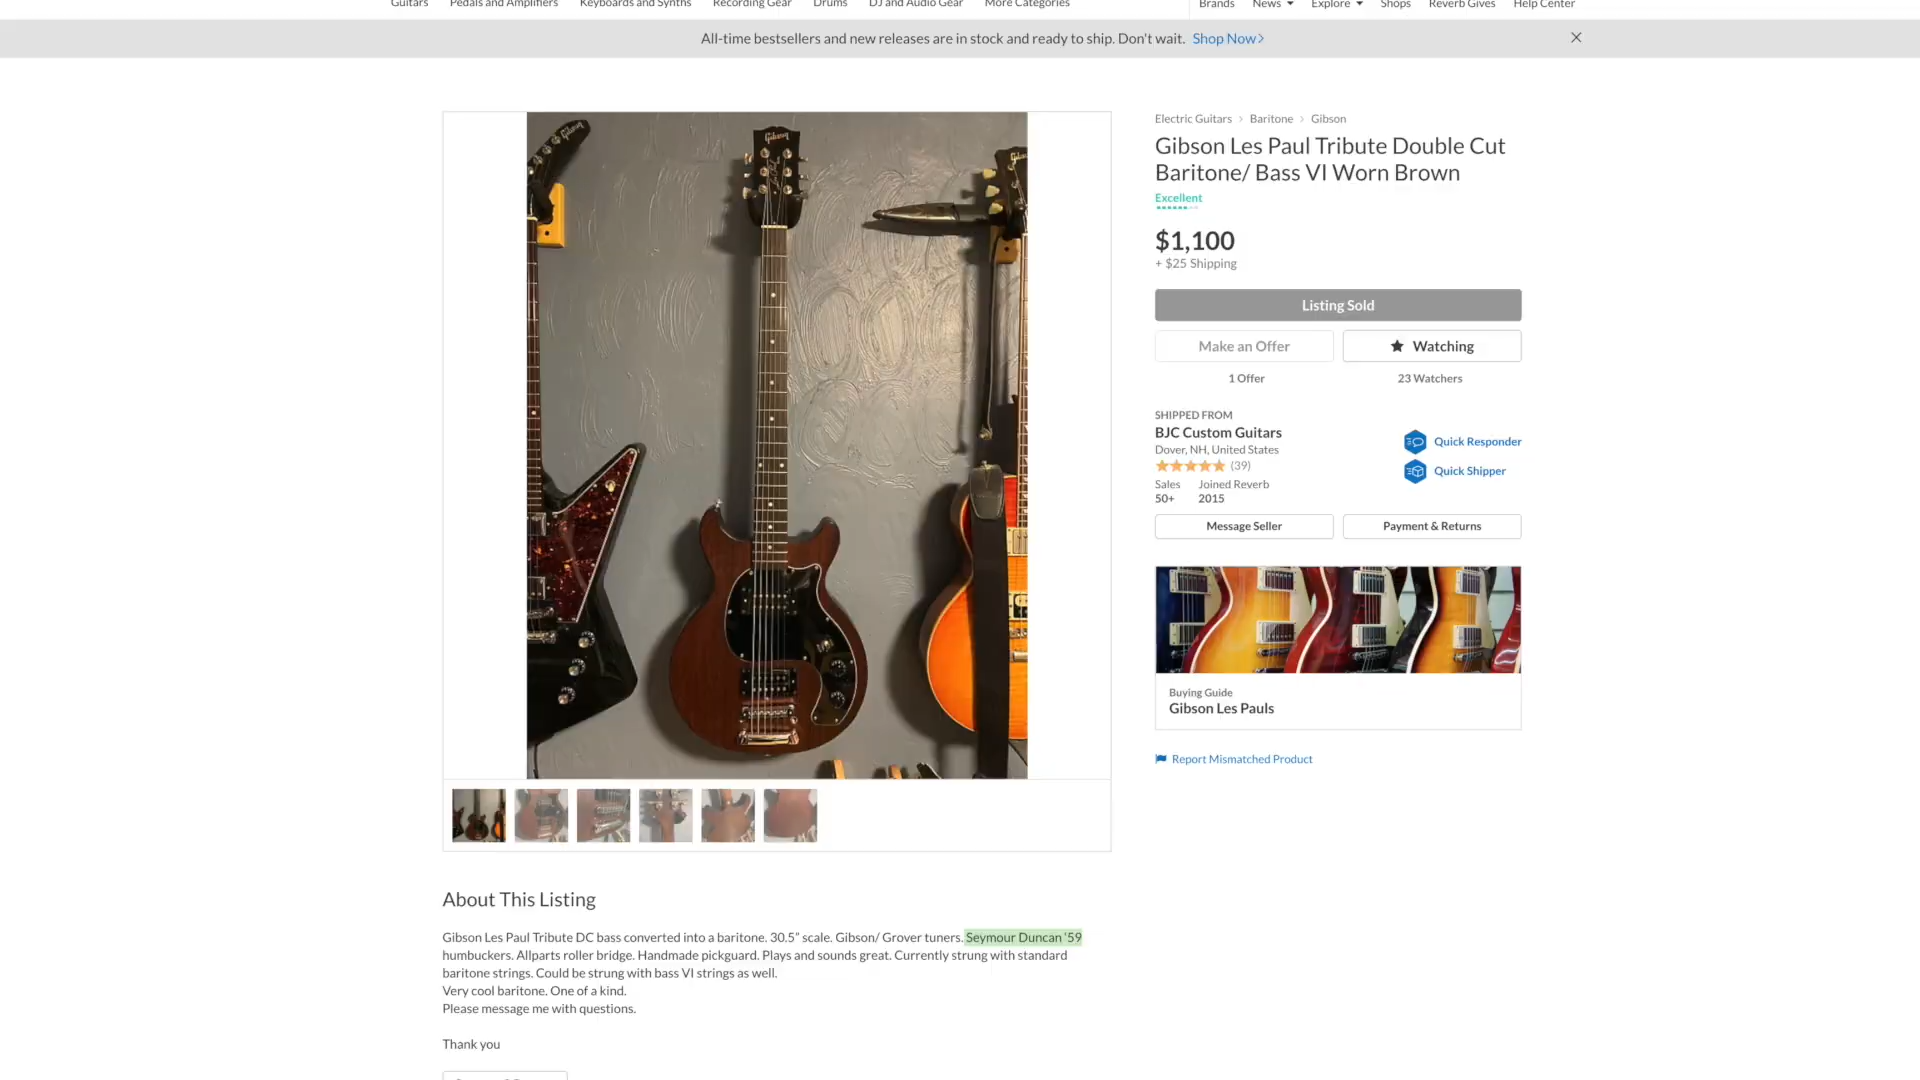 Guitars Pedals and Amplifiers Keyboards and Synths Recording Gear Drums DJ and Audio Gear More Categories Brands News Explore Shops Reverb Gives Help Center
All-time bestsellers and new releases are in stock and ready to ship. Don't wait. Shop Now
Electric Guitars Baritone Gibson
Gibson Les Paul Tribute Double Cut
Baritone/ Bass VI Worn Brown
Excellent
$1,100
+ $25 Shipping
Listing Sold
Make an Offer Watching
1 Offer 23 Watchers
SHIPPED FROM
BJC Custom Guitars
Dover, NH, United States
(39)
Quick Responder
Quick Shipper
Sales Joined Reverb
50+ 2015
Message Seller Payment & Returns
Buying Guide
Gibson Les Pauls
Report Mismatched Product
Gibson
Gibson
About This Listing
Gibson Les Paul Tribute DC bass converted into a baritone. 30.5” scale. Gibson/ Grover tuners. Seymour Duncan ‘59
humbuckers. Allparts roller bridge. Handmade pickguard. Plays and sounds great. Currently strung with standard
baritone strings. Could be strung with bass VI strings as well.
Very cool baritone. One of a kind.
Please message me with questions.
Thank you